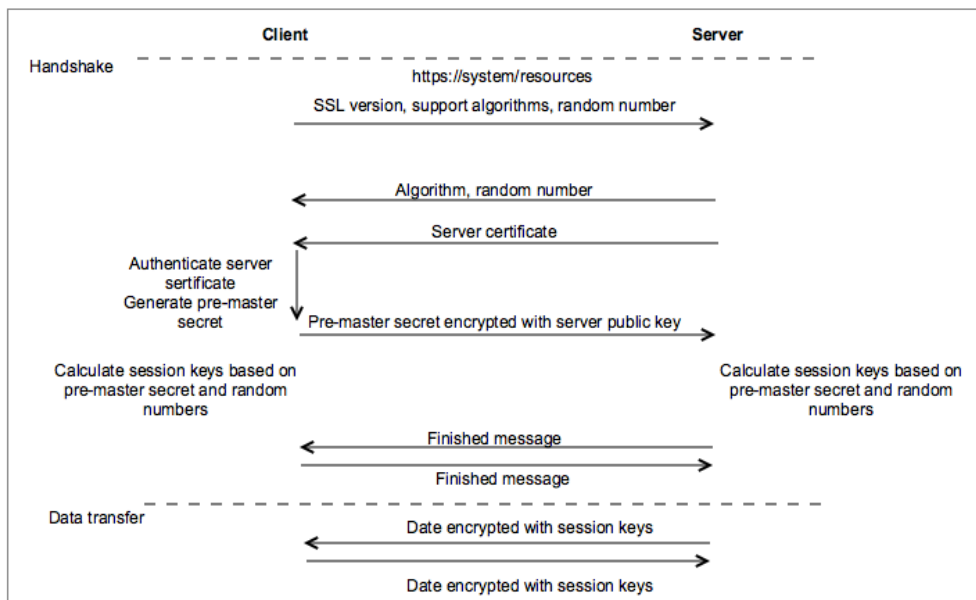 Client
Server
Handshake
https://system/resources
SSL version, support algorithms, random number
Algorithm, random number
Server certificate
Authenticate server
sertificate
Generate pre-master
secret
Pre-master secret encrypted with server public key
Calculate session keys based on
pre-master secret and random
numbers
Calculate session keys based on
pre-master secret and random
numbers
Finished message
Finished message
Data transfer
Date encrypted with session keys
Date encrypted with session keys